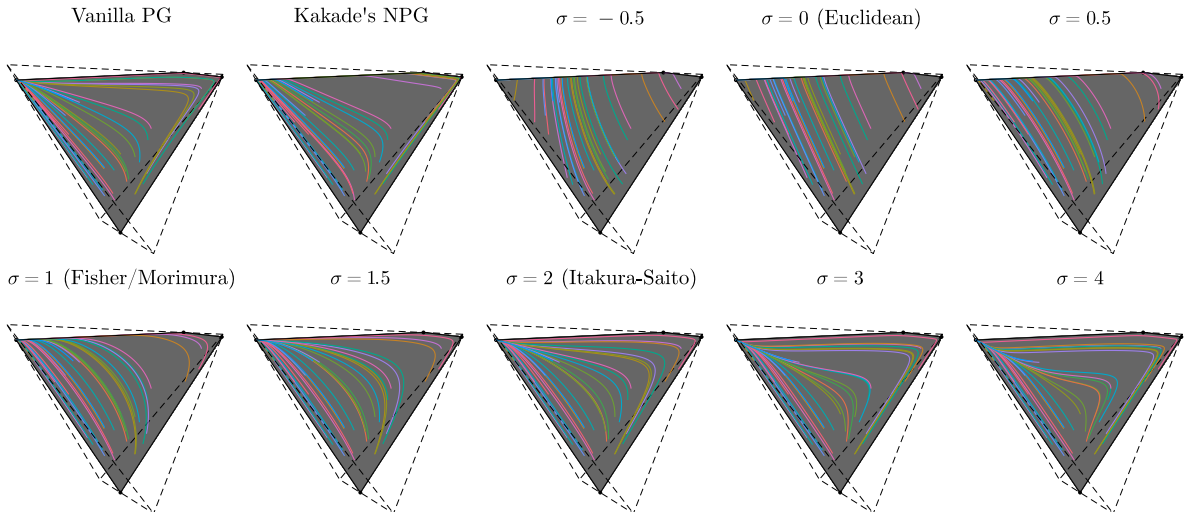 Vanilla PG
Kakade's NPG
σ = −0.5
σ = 0 (Euclidean)
σ = 0.5
σ = 1 (Fisher/Morimura)
σ = 1.5
σ = 2 (Itakura-Saito)
σ = 3
σ = 4